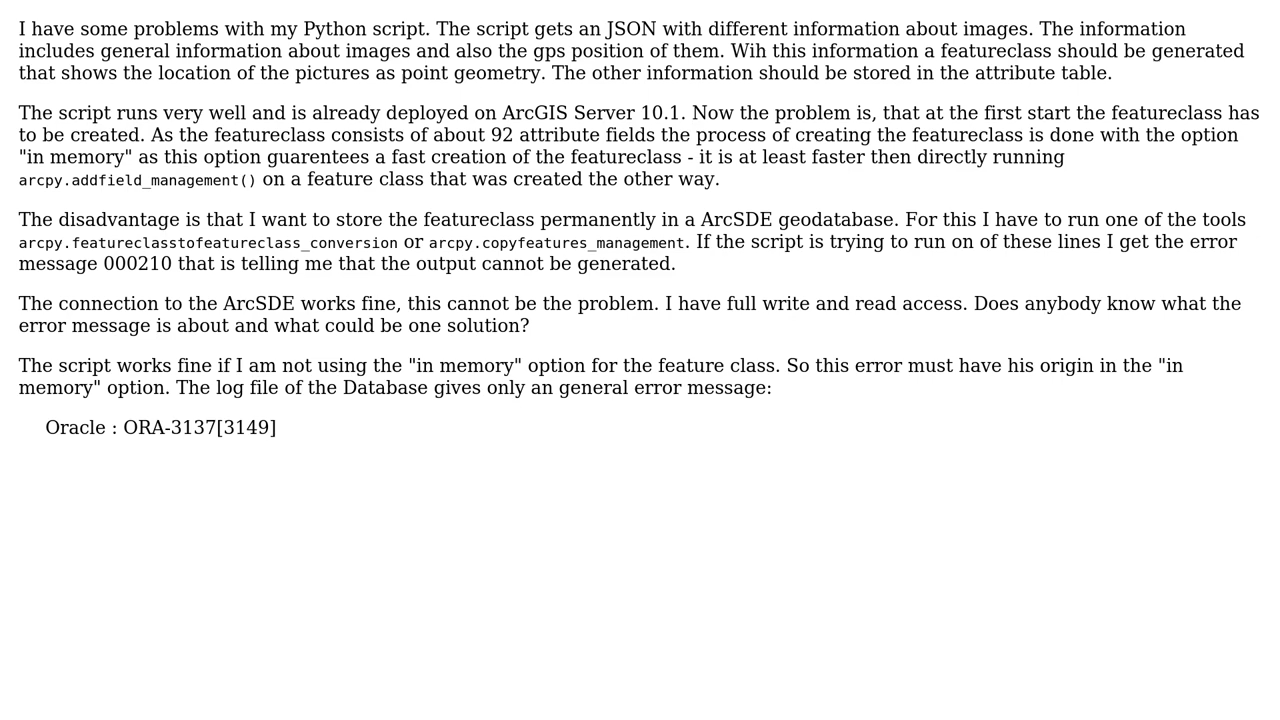 I have some problems with my Python script. The script gets an JSON with different information about images. The information
includes general information about images and also the gps position of them. Wih this information a featureclass should be generated
that shows the location of the pictures as point geometry. The other information should be stored in the attribute table.
The script runs very well and is already deployed on ArcGIS Server 10.1. Now the problem is, that at the first start the featureclass has
to be created. As the featureclass consists of about 92 attribute fields the process of creating the featureclass is done with the option
"in memory" as this option guarentees a fast creation of the featureclass - it is at least faster then directly running
arcpy.addfield_management() on a feature class that was created the other way.
The disadvantage is that I want to store the featureclass permanently in a ArcSDE geodatabase. For this I have to run one of the tools
arcpy.featureclasstofeatureclass_conversion or arcpy.copyfeatures_management. If the script is trying to run on of these lines I get the error
message 000210 that is telling me that the output cannot be generated.
The connection to the ArcSDE works fine, this cannot be the problem. I have full write and read access. Does anybody know what the
error message is about and what could be one solution?
The script works fine if I am not using the "in memory" option for the feature class. So this error must have his origin in the "in
memory" option. The log file of the Database gives only an general error message:
Oracle : ORA-3137[3149]